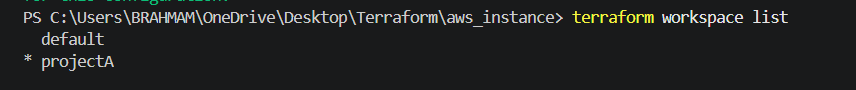 PS C:\Users\BRAHMAM\OneDrive\Desktop\Terraform\aws_instance> terraform workspace list
  default
* projectA